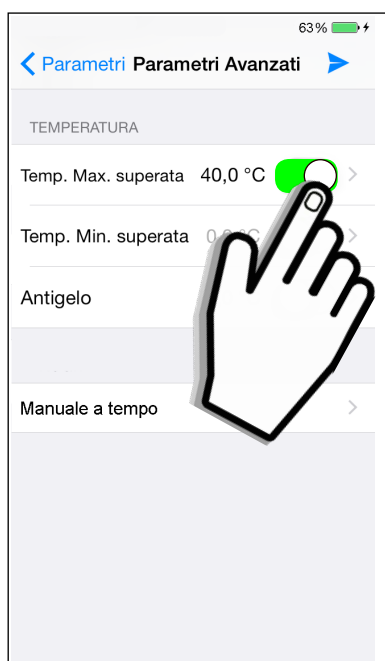 63%
Parametri Parametri Avanzati
TEMPERATURA
Temp. Max. superata 40,0 °C
Temp. Min. superata
Antigelo
Manuale a tempo